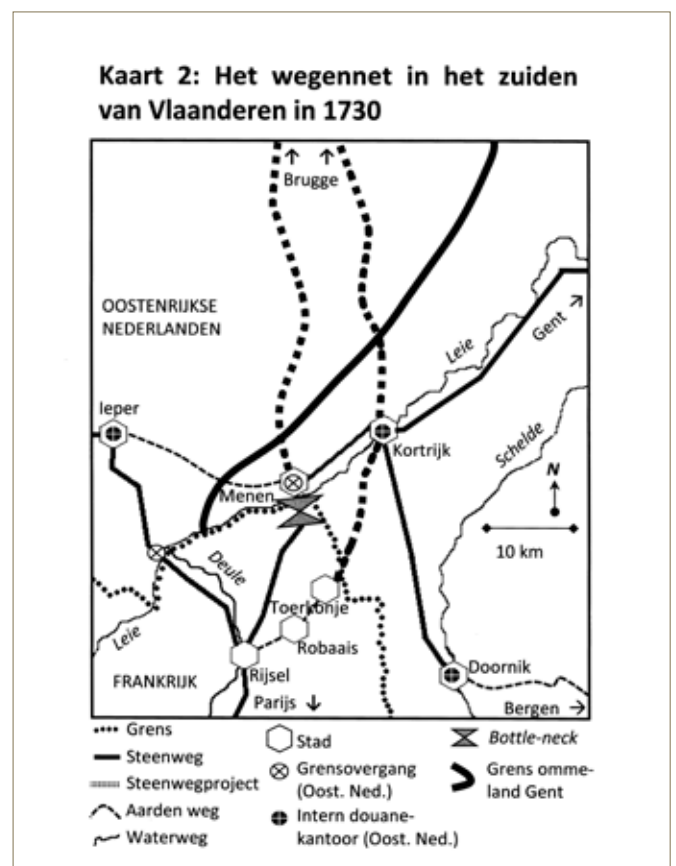 Kaart 2: Het wegennet in het zuiden
van Vlaanderen in 1730
Brugge
OOSTENRIJKSE
NEDERLANDEN
Leie
Gent
Ieper
Kortrijk
Schelde
Menen
N
10 km
Deule
Toerkonje
Robaais
Leie
Rijsel
Doornik
FRANKRIJK
Parijs
Bergen
Grens
Steenweg
Steenwegproject
Aarden weg
Waterweg
Stad
Grensovergang
(Oost. Ned.)
Intern douane-
kantoor (Oost. Ned.)
Bottle-neck
Grens omme-
land Gent